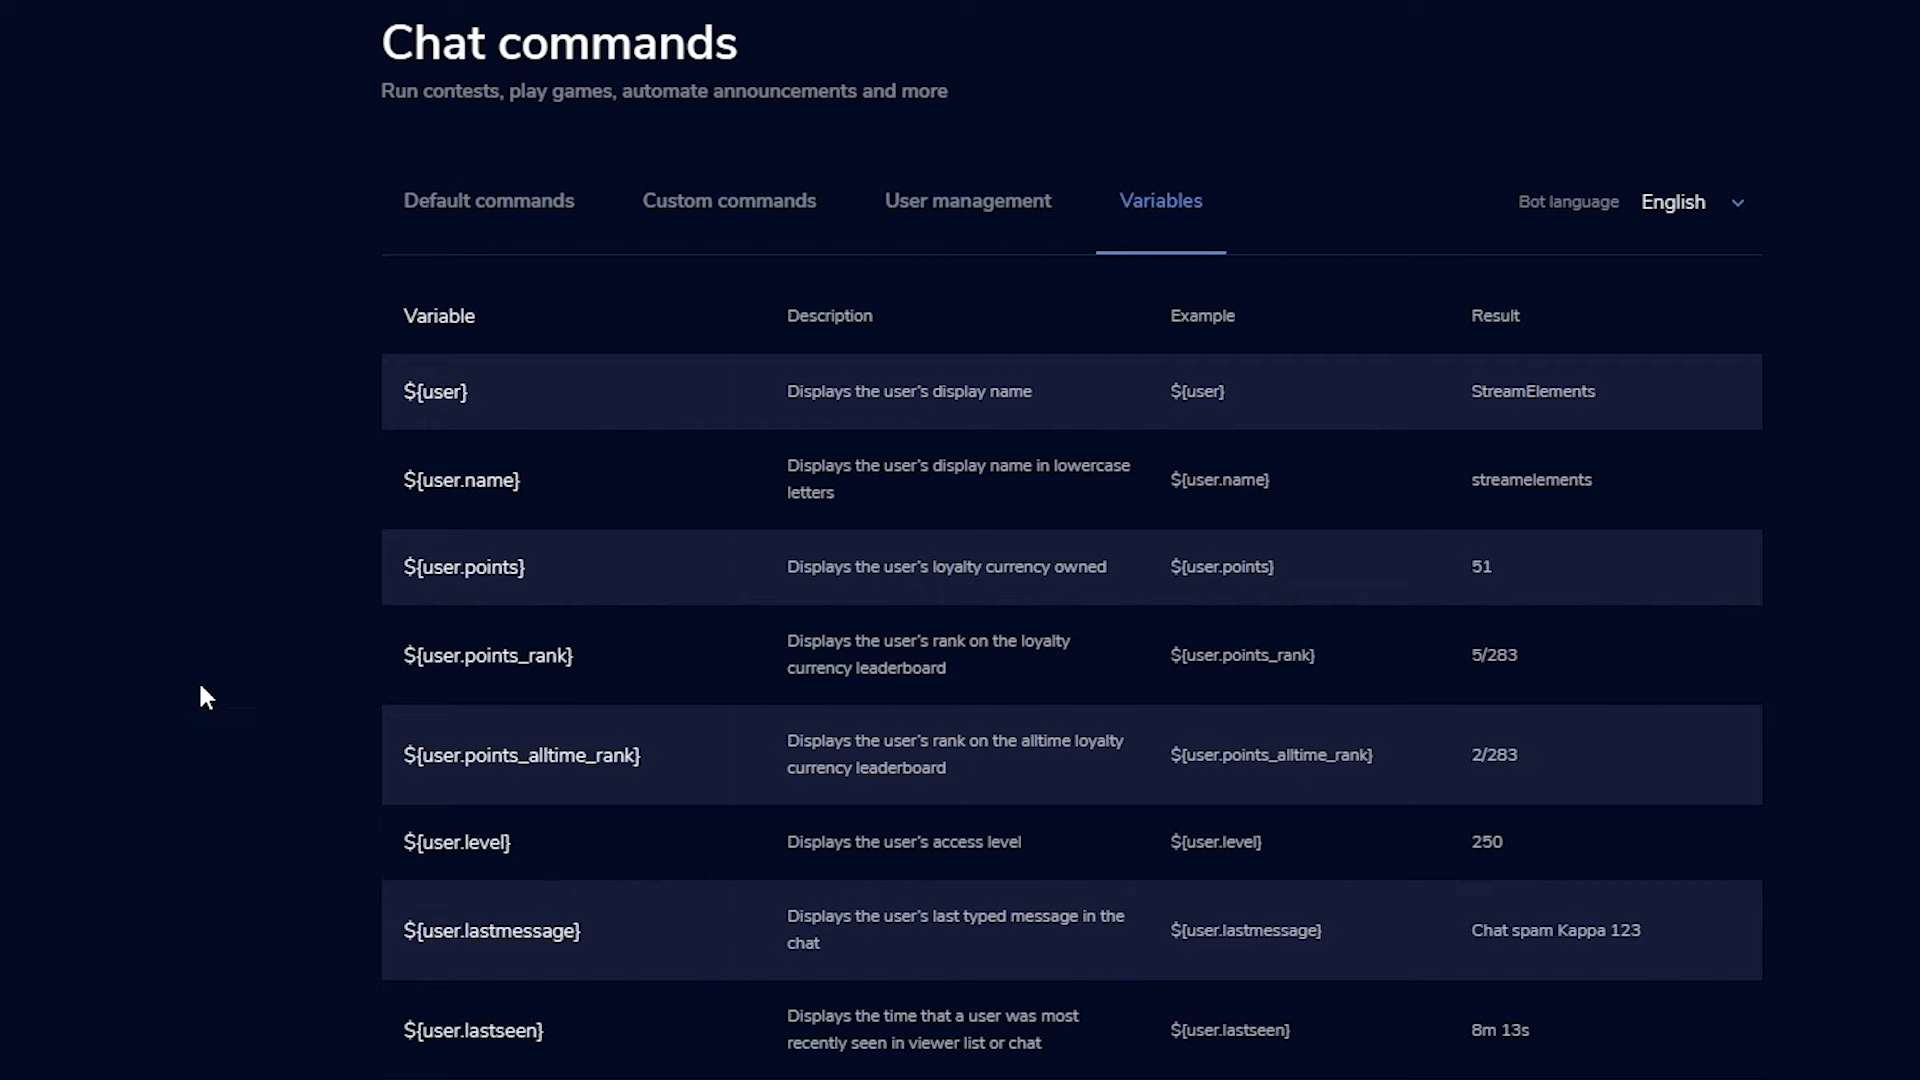 Chat commands
Run contests, play games, automate announcements and more
Default commands Custom commands User management Variables Bot language English
Variable Description Example Result
${user} Displays the user's display name ${user} StreamElements
${user.name} Displays the user's display name in lowercase letters ${user.name} streamelements
${user.points} Displays the user's loyalty currency owned ${user.points} 51
${user.points_rank} Displays the user's rank on the loyalty currency leaderboard ${user.points_rank} 5/283
${user.points_alltime_rank} Displays the user's rank on the alltime loyalty currency leaderboard ${user.points_alltime_rank} 2/283
${user.level} Displays the user's access level ${user.level} 250
${user.lastmessage} Displays the user's last typed message in the chat ${user.lastmessage} Chat spam Kappa 123
${user.lastseen} Displays the time that a user was most recently seen in viewer list or chat ${user.lastseen} 8m 13s